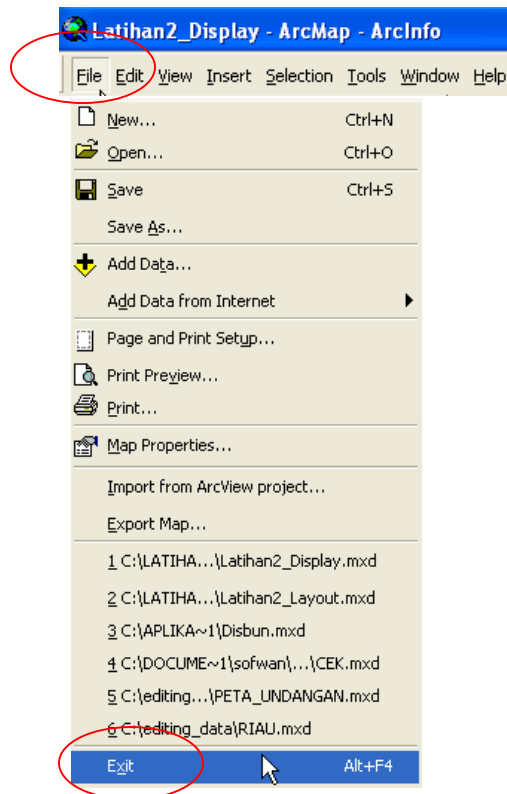 Latihan2_Display - ArcMap - ArcInfo
File Edit View Insert Selection Tools Window Help
New... Ctrl+N
Open... Ctrl+O
Save Ctrl+S
Save As...
Add Data...
Add Data from Internet
Page and Print Setup...
Print Preview...
Print...
Map Properties...
Import from ArcView project...
Export Map...
1 C:\LATIHA...\Latihan2_Display.mxd
2 C:\LATIHA...\Latihan2_Layout.mxd
3 C:\APLIKA~1\Disbun.mxd
4 C:\DOCUME~1\sofwan\...\CEK.mxd
5 C:\editing...\PETA_UNDANGAN.mxd
6 C:\editing_data\RIAU.mxd
Exit Alt+F4